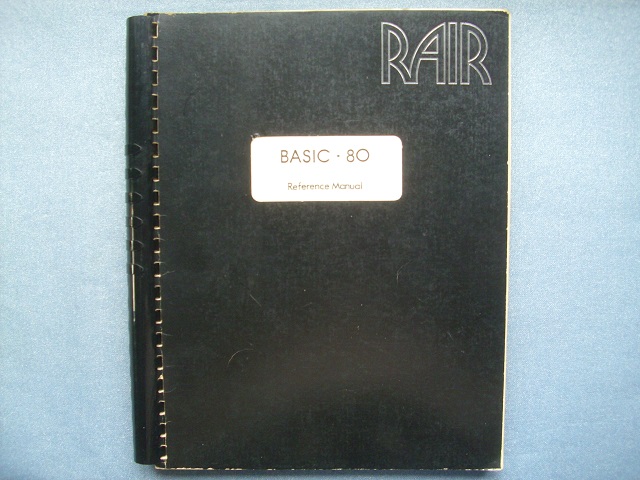 RAIR
BASIC · 80
Reference Manual